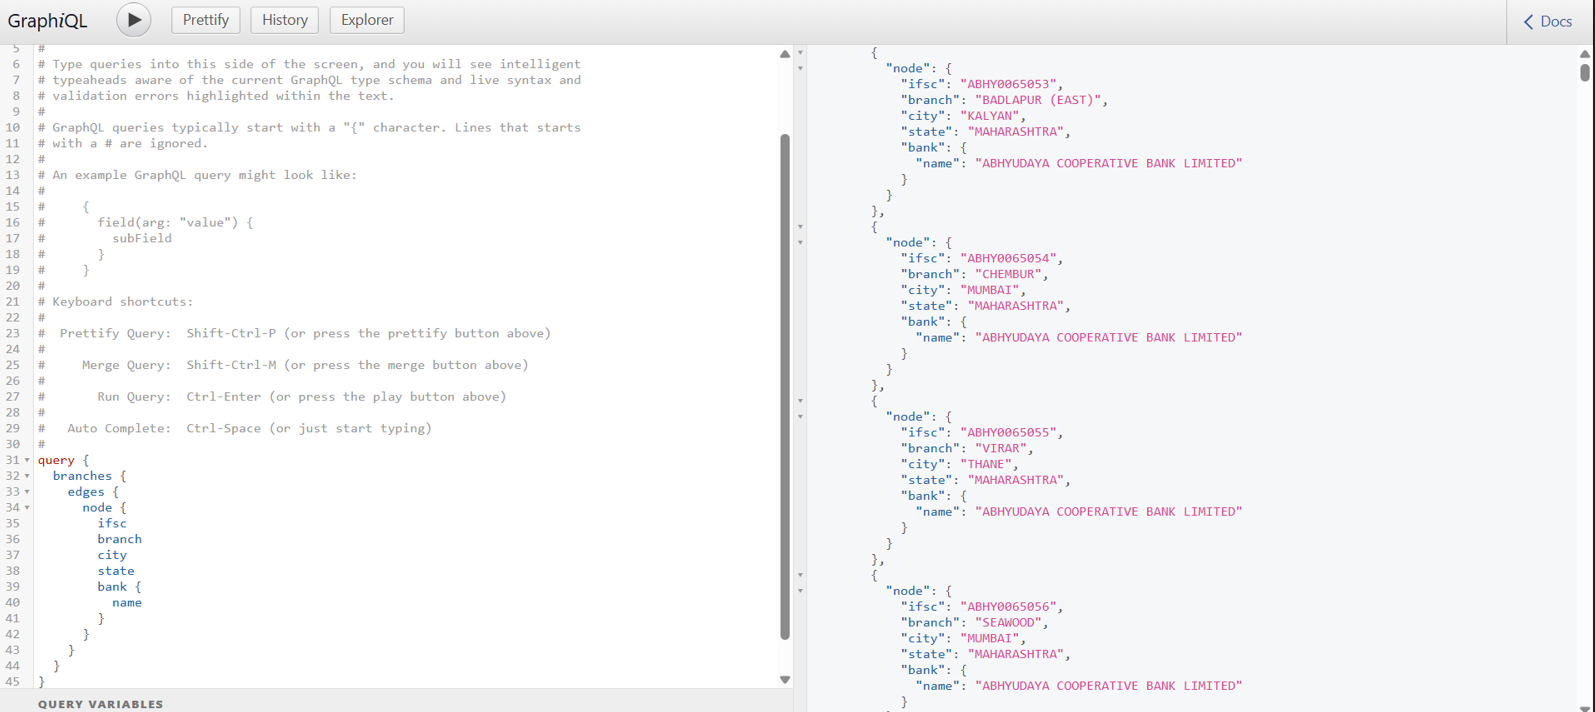 GraphiQL
Prettify
History
Explorer
Docs
5 #
6 # Type queries into this side of the screen, and you will see intelligent
7 # typeaheads aware of the current GraphQL type schema and live syntax and
8 # validation errors highlighted within the text.
9 #
10 # GraphQL queries typically start with a "{" character. Lines that starts
11 # with a # are ignored.
12 #
13 # An example GraphQL query might look like:
14 #
15 #     {
16 #       field(arg: "value") {
17 #         subField
18 #       }
19 #     }
20 #
21 # Keyboard shortcuts:
22 #
23 #  Prettify Query:  Shift-Ctrl-P (or press the prettify button above)
24 #
25 #     Merge Query:  Shift-Ctrl-M (or press the merge button above)
26 #
27 #       Run Query:  Ctrl-Enter (or press the play button above)
28 #
29 #   Auto Complete:  Ctrl-Space (or just start typing)
30 #
31 query {
32   branches {
33     edges {
34       node {
35         ifsc
36         branch
37         city
38         state
39         bank {
40           name
41         }
42       }
43     }
44   }
45 }
QUERY VARIABLES
{
"node": {
"ifsc": "ABHY0065053",
"branch": "BADLAPUR (EAST)",
"city": "KALYAN",
"state": "MAHARASHTRA",
"bank": {
"name": "ABHYUDAYA COOPERATIVE BANK LIMITED"
}
}
},
{
"node": {
"ifsc": "ABHY0065054",
"branch": "CHEMBUR",
"city": "MUMBAI",
"state": "MAHARASHTRA",
"bank": {
"name": "ABHYUDAYA COOPERATIVE BANK LIMITED"
}
}
},
{
"node": {
"ifsc": "ABHY0065055",
"branch": "VIRAR",
"city": "THANE",
"state": "MAHARASHTRA",
"bank": {
"name": "ABHYUDAYA COOPERATIVE BANK LIMITED"
}
}
},
{
"node": {
"ifsc": "ABHY0065056",
"branch": "SEAWOOD",
"city": "MUMBAI",
"state": "MAHARASHTRA",
"bank": {
"name": "ABHYUDAYA COOPERATIVE BANK LIMITED"
}